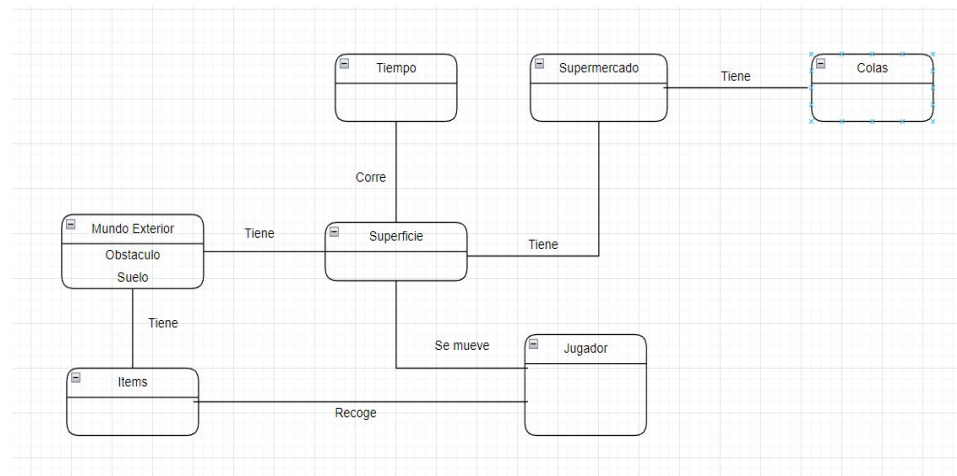 Tiempo
Supermercado
Tiene
Colas
Corre
Mundo Exterior
Obstaculo
Suelo
Tiene
Superficie
Tiene
Tiene
Se mueve
Jugador
Items
Recoge